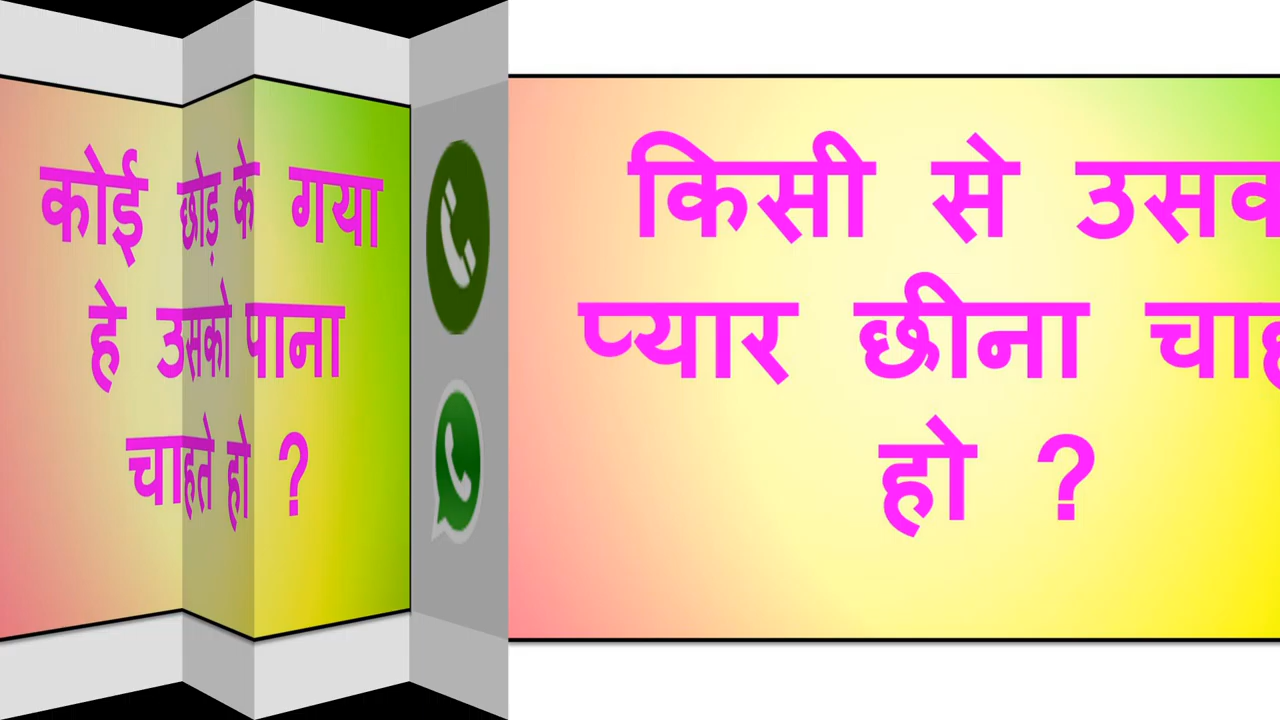 कोई छोड़ के गया
हे उसको पाना
चाहते हो ?
किसी से
प्यार छीना
हो ?